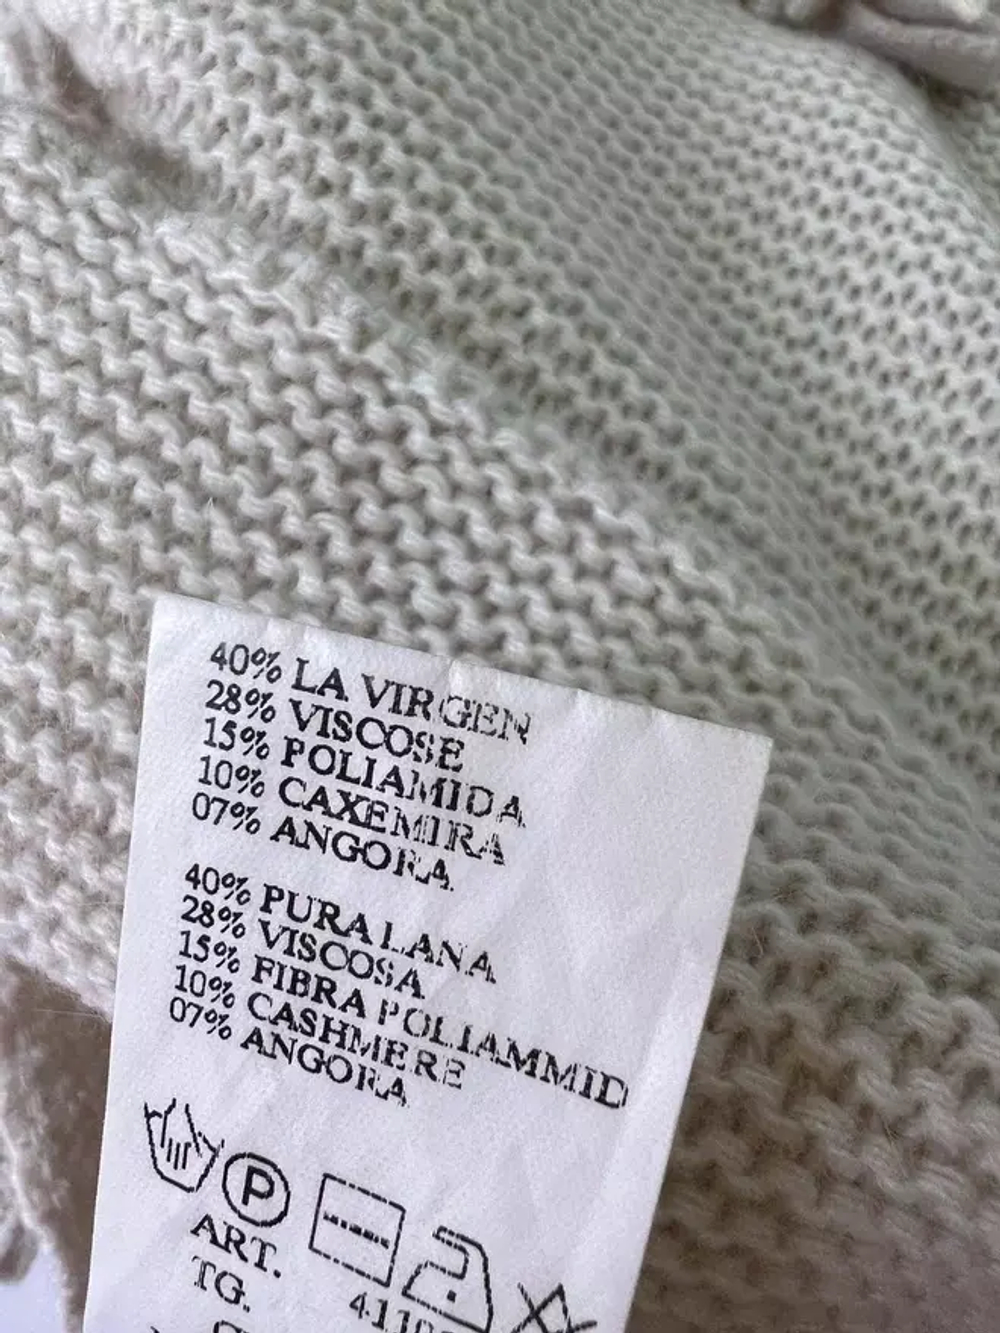 40% LA VIRGEN
28% VISCOSE
15% POLIAMIDA
10% CAXEMIRA
07% ANGORA
40% PURA LANA
28% VISCOSA
15% FIBRA POLIAMMID
10% CASHMERE
07% ANGORA
P
ART.
TG.